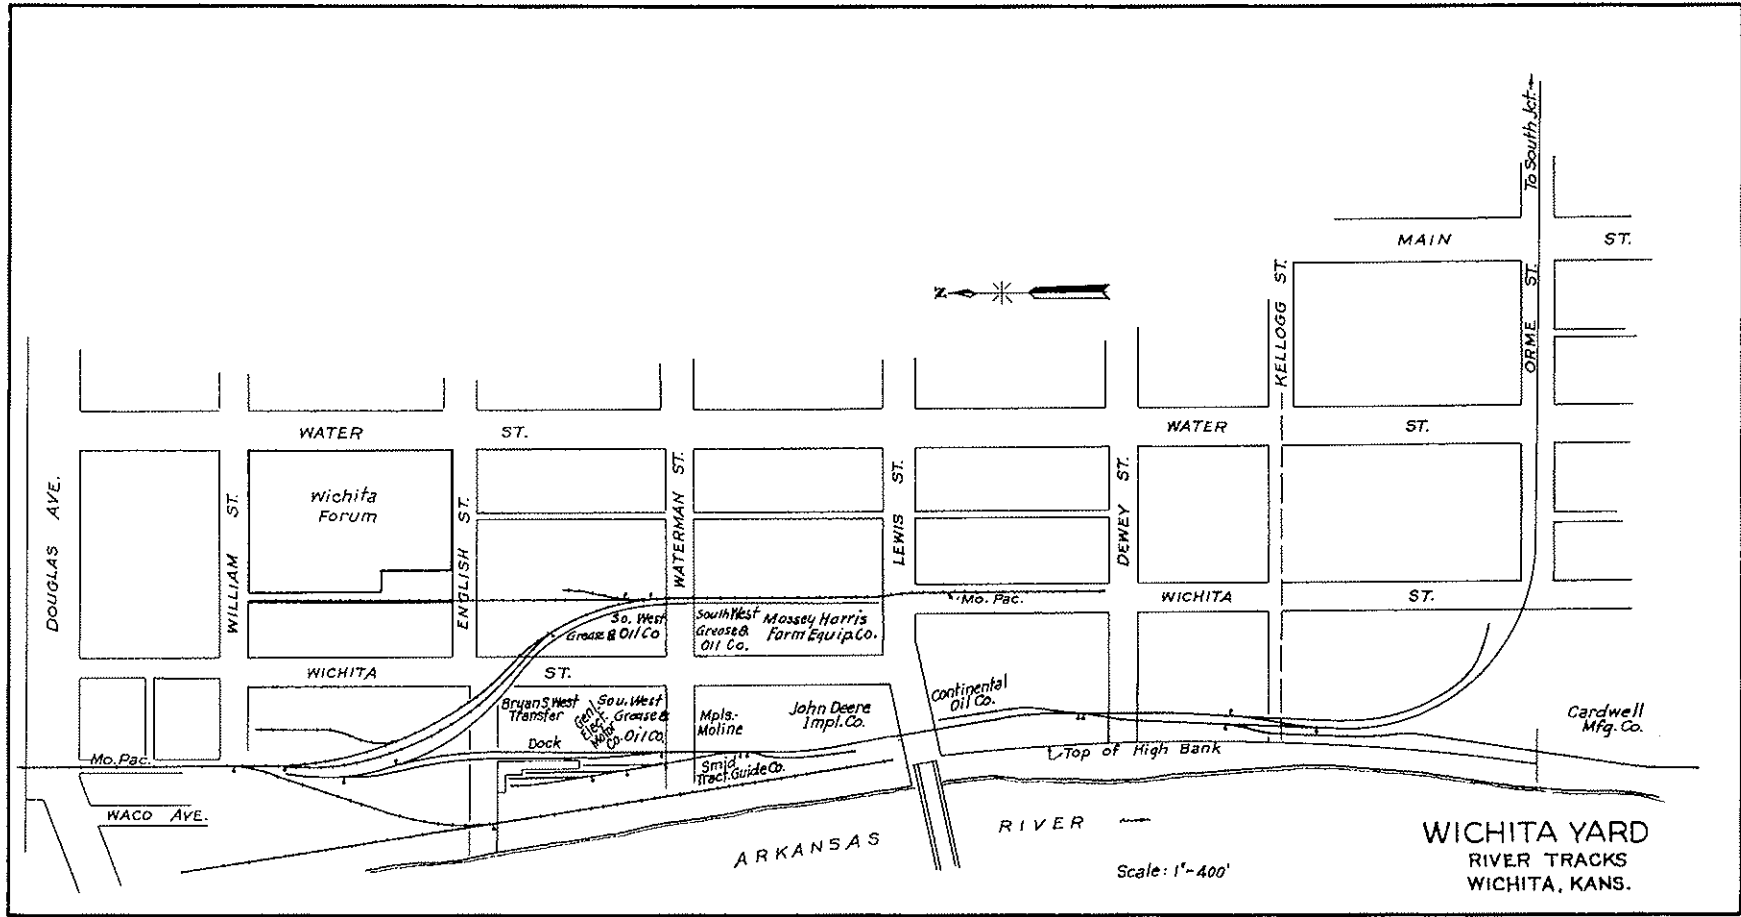 To South Jct.
MAIN ST.
KELLOGG ST.
ORME ST.
N
WATER ST.
WATER ST.
DOUGLAS AVE.
WILLIAM ST.
Wichita
Forum
ENGLISH ST.
WATERMAN ST.
LEWIS ST.
DEWEY ST.
Mo. Pac.
WICHITA ST.
So. West
Grease & Oil Co
South West
Grease &
Oil Co.
Massey Harris
Farm Equip. Co.
WICHITA ST.
Bryan S. West
Transfer
Dock
Genl.
Elect.
Motor
Co.
Sou. West
Grease &
Oil Co.
Mpls.-
Moline
John Deere
Impl. Co.
Continental
Oil Co.
Cardwell
Mfg. Co.
Mo. Pac.
Smid
Tract. Guide Co.
Top of High Bank
WACO AVE.
ARKANSAS RIVER
Scale: 1"-400'
WICHITA YARD
RIVER TRACKS
WICHITA, KANS.